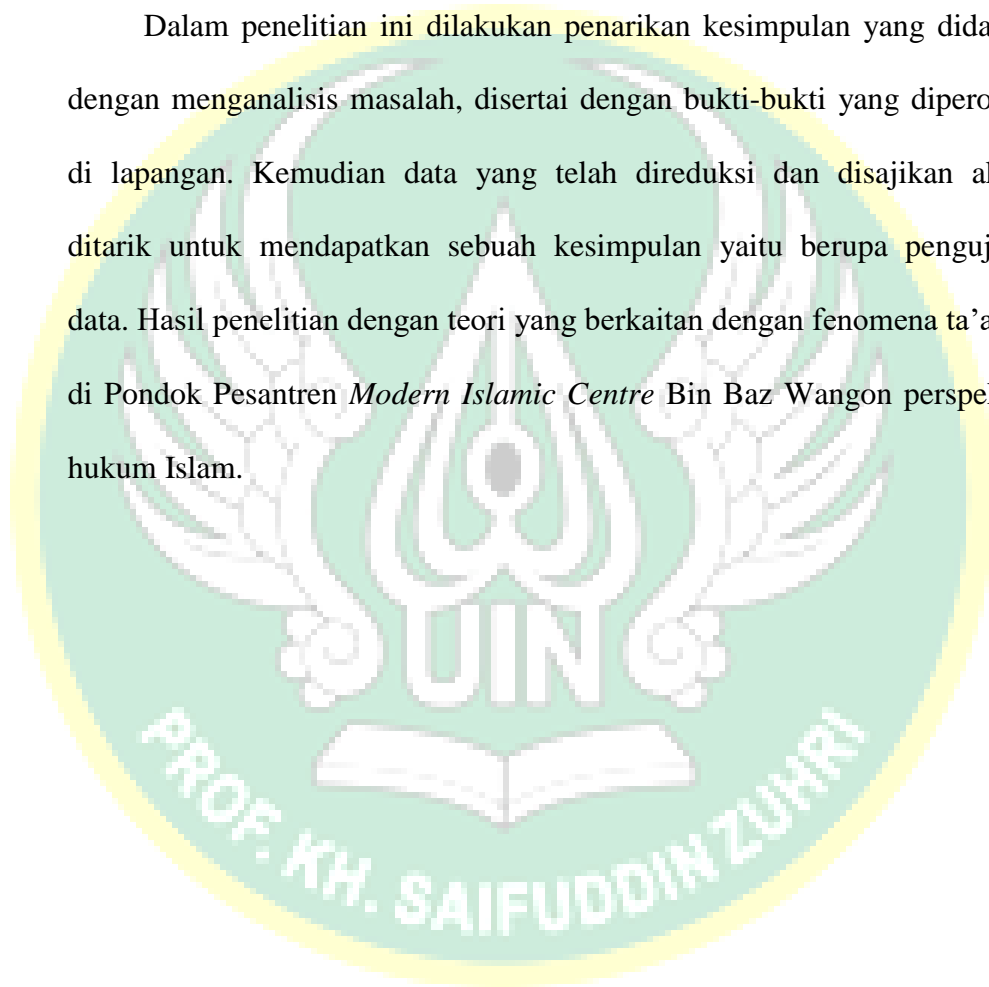 Dalam penelitian ini dilakukan penarikan kesimpulan yang
dengan menganalisis masalah, disertai dengan bukti-bukti yang
di lapangan. Kemudian data yang telah direduksi dan disajikan
ditarik untuk mendapatkan sebuah kesimpulan yaitu berupa
data. Hasil penelitian dengan teori yang berkaitan dengan fenomena
di Pondok Pesantren Modern Islamic Centre Bin Baz Wangon
hukum Islam.
UIN
PROF. KH. SAIFUDDIN ZUHRI